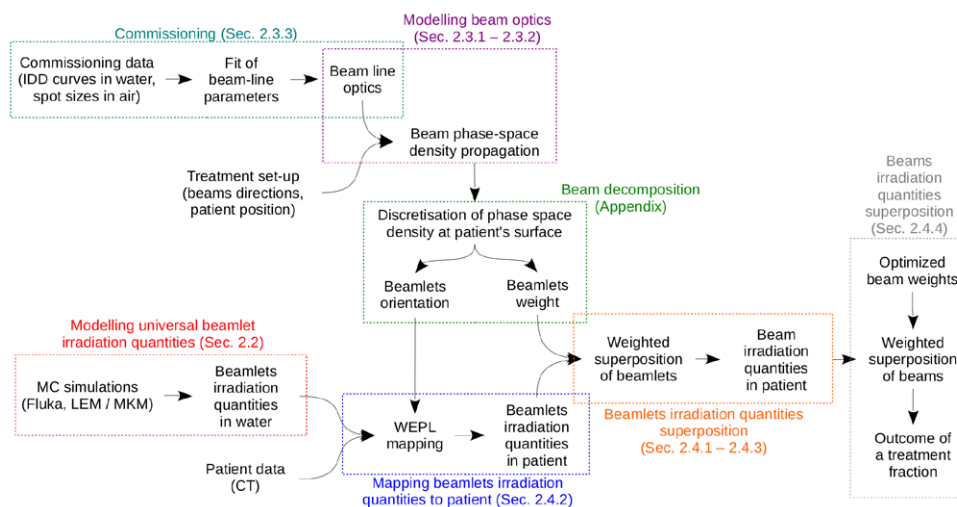 Commissioning (Sec. 2.3.3)
Commissioning data
(IDD curves in water,
spot sizes in air)
Fit of
beam-line
parameters
Modelling beam optics
(Sec. 2.3.1 – 2.3.2)
Beam line
optics
Beam phase-space
density propagation
Treatment set-up
(beams directions,
patient position)
Beam decomposition
(Appendix)
Discretisation of phase space
density at patient's surface
Beamlets
orientation
Beamlets
weight
Modelling universal beamlet
irradiation quantities (Sec. 2.2)
MC simulations
(Fluka, LEM / MKM)
Beamlets
irradiation
quantities
in water
Patient data
(CT)
WEPL
mapping
Beamlets
irradiation
quantities
in patient
Mapping beamlets irradiation
quantities to patient (Sec. 2.4.2)
Weighted
superposition
of beamlets
Beam
irradiation
quantities
in patient
Beamlets irradiation quantities
superposition
(Sec. 2.4.1 – 2.4.3)
Beams
irradiation
quantities
superposition
(Sec. 2.4.4)
Optimized
beam weights
Weighted
superposition
of beams
Outcome of
a treatment
fraction